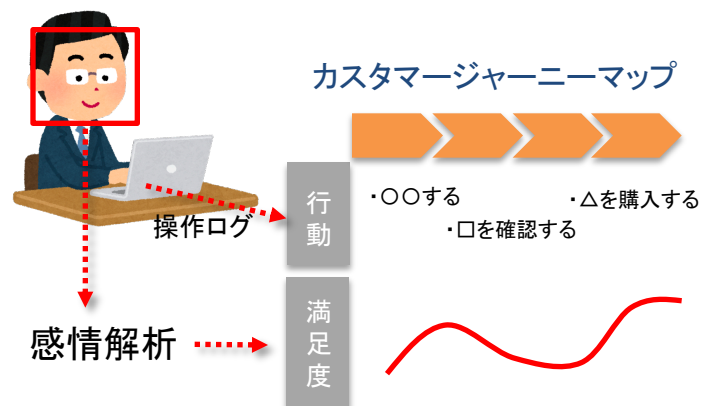 カスタマージャーニーマップ
行動
・〇〇する
・△を購入する
・□を確認する
操作ログ
感情解析
満足度